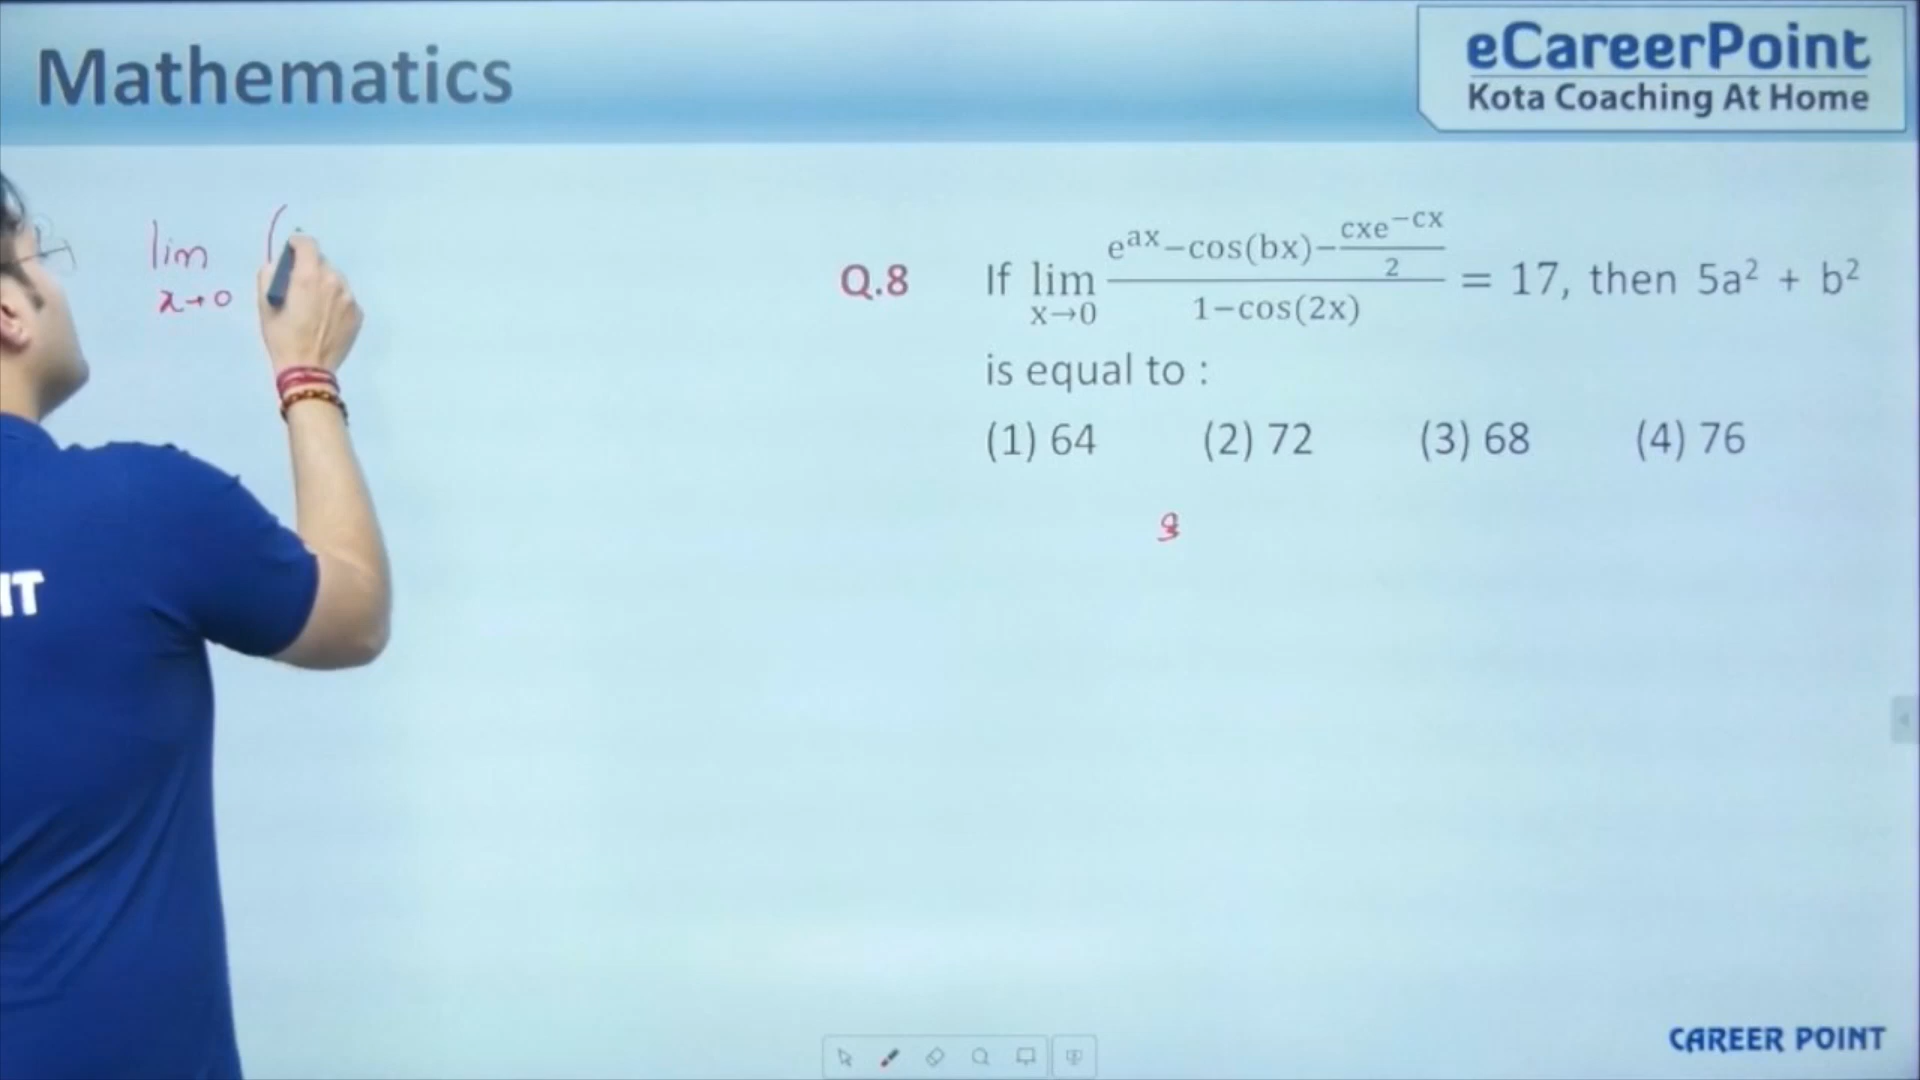 Mathematics
eCareerPoint
Kota Coaching At Home
lim
x→0
(
Q.8 If lim x→0 (e^{ax}−cos(bx)−\frac{cxe^{−cx}}{2})/(1−cos(2x)) = 17, then 5a² + b²
is equal to :
(1) 64 (2) 72 (3) 68 (4) 76
IT
CAREER POINT